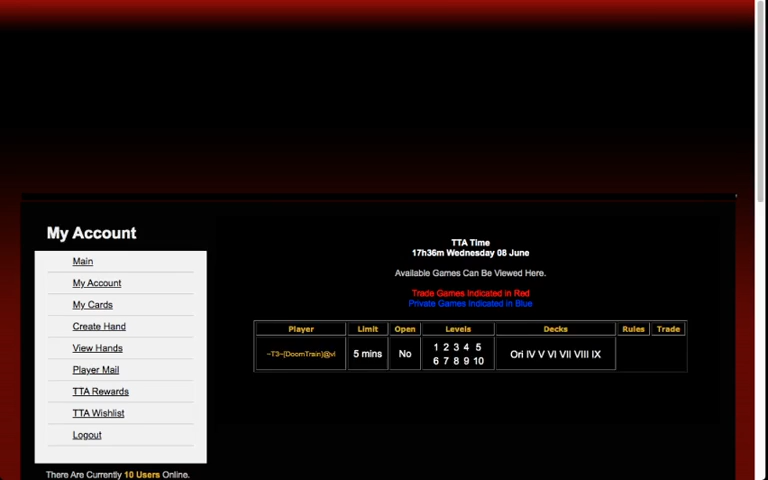 My Account
Main
My Account
My Cards
Create Hand
View Hands
Player Mail
TTA Rewards
TTA Wishlist
Logout
There Are Currently 10 Users Online.
TTA Time
17h36m Wednesday 08 June
Available Games Can Be Viewed Here.
Trade Games Indicated in Red
Private Games Indicated in Blue
Player Limit Open Levels Decks Rules Trade
5 mins No 1 2 3 4 5 Ori IV V VI VII VIII IX
6 7 8 9 10